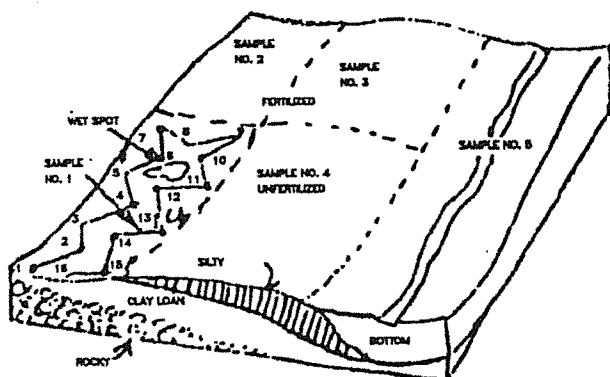 SAMPLE
NO. 2
SAMPLE
NO. 3
FERTILIZED
WET SPOT
SAMPLE
NO. 1
SAMPLE NO. 4
UNFERTILIZED
SAMPLE NO. 5
7
8
5
10
11
4
12
3
13
2
14
1
16
15
SILTY
CLAY LOAN
BOTTOM
ROCKY